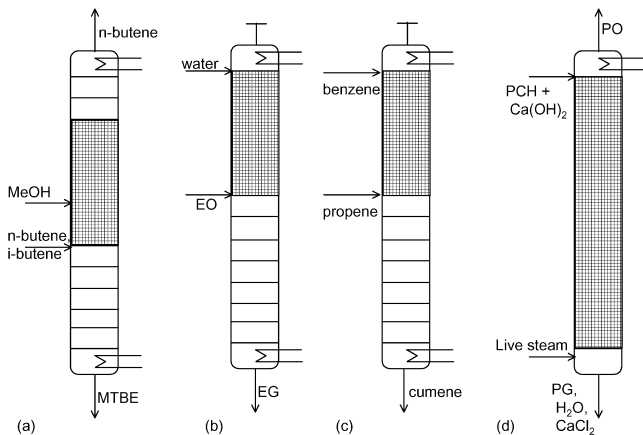 n-butene
MeOH
n-butene,
i-butene
MTBE
(a)
water
EO
EG
(b)
benzene
propene
cumene
(c)
PO
PCH +
Ca(OH)₂
Live steam
PG,
H₂O,
CaCl₂
(d)